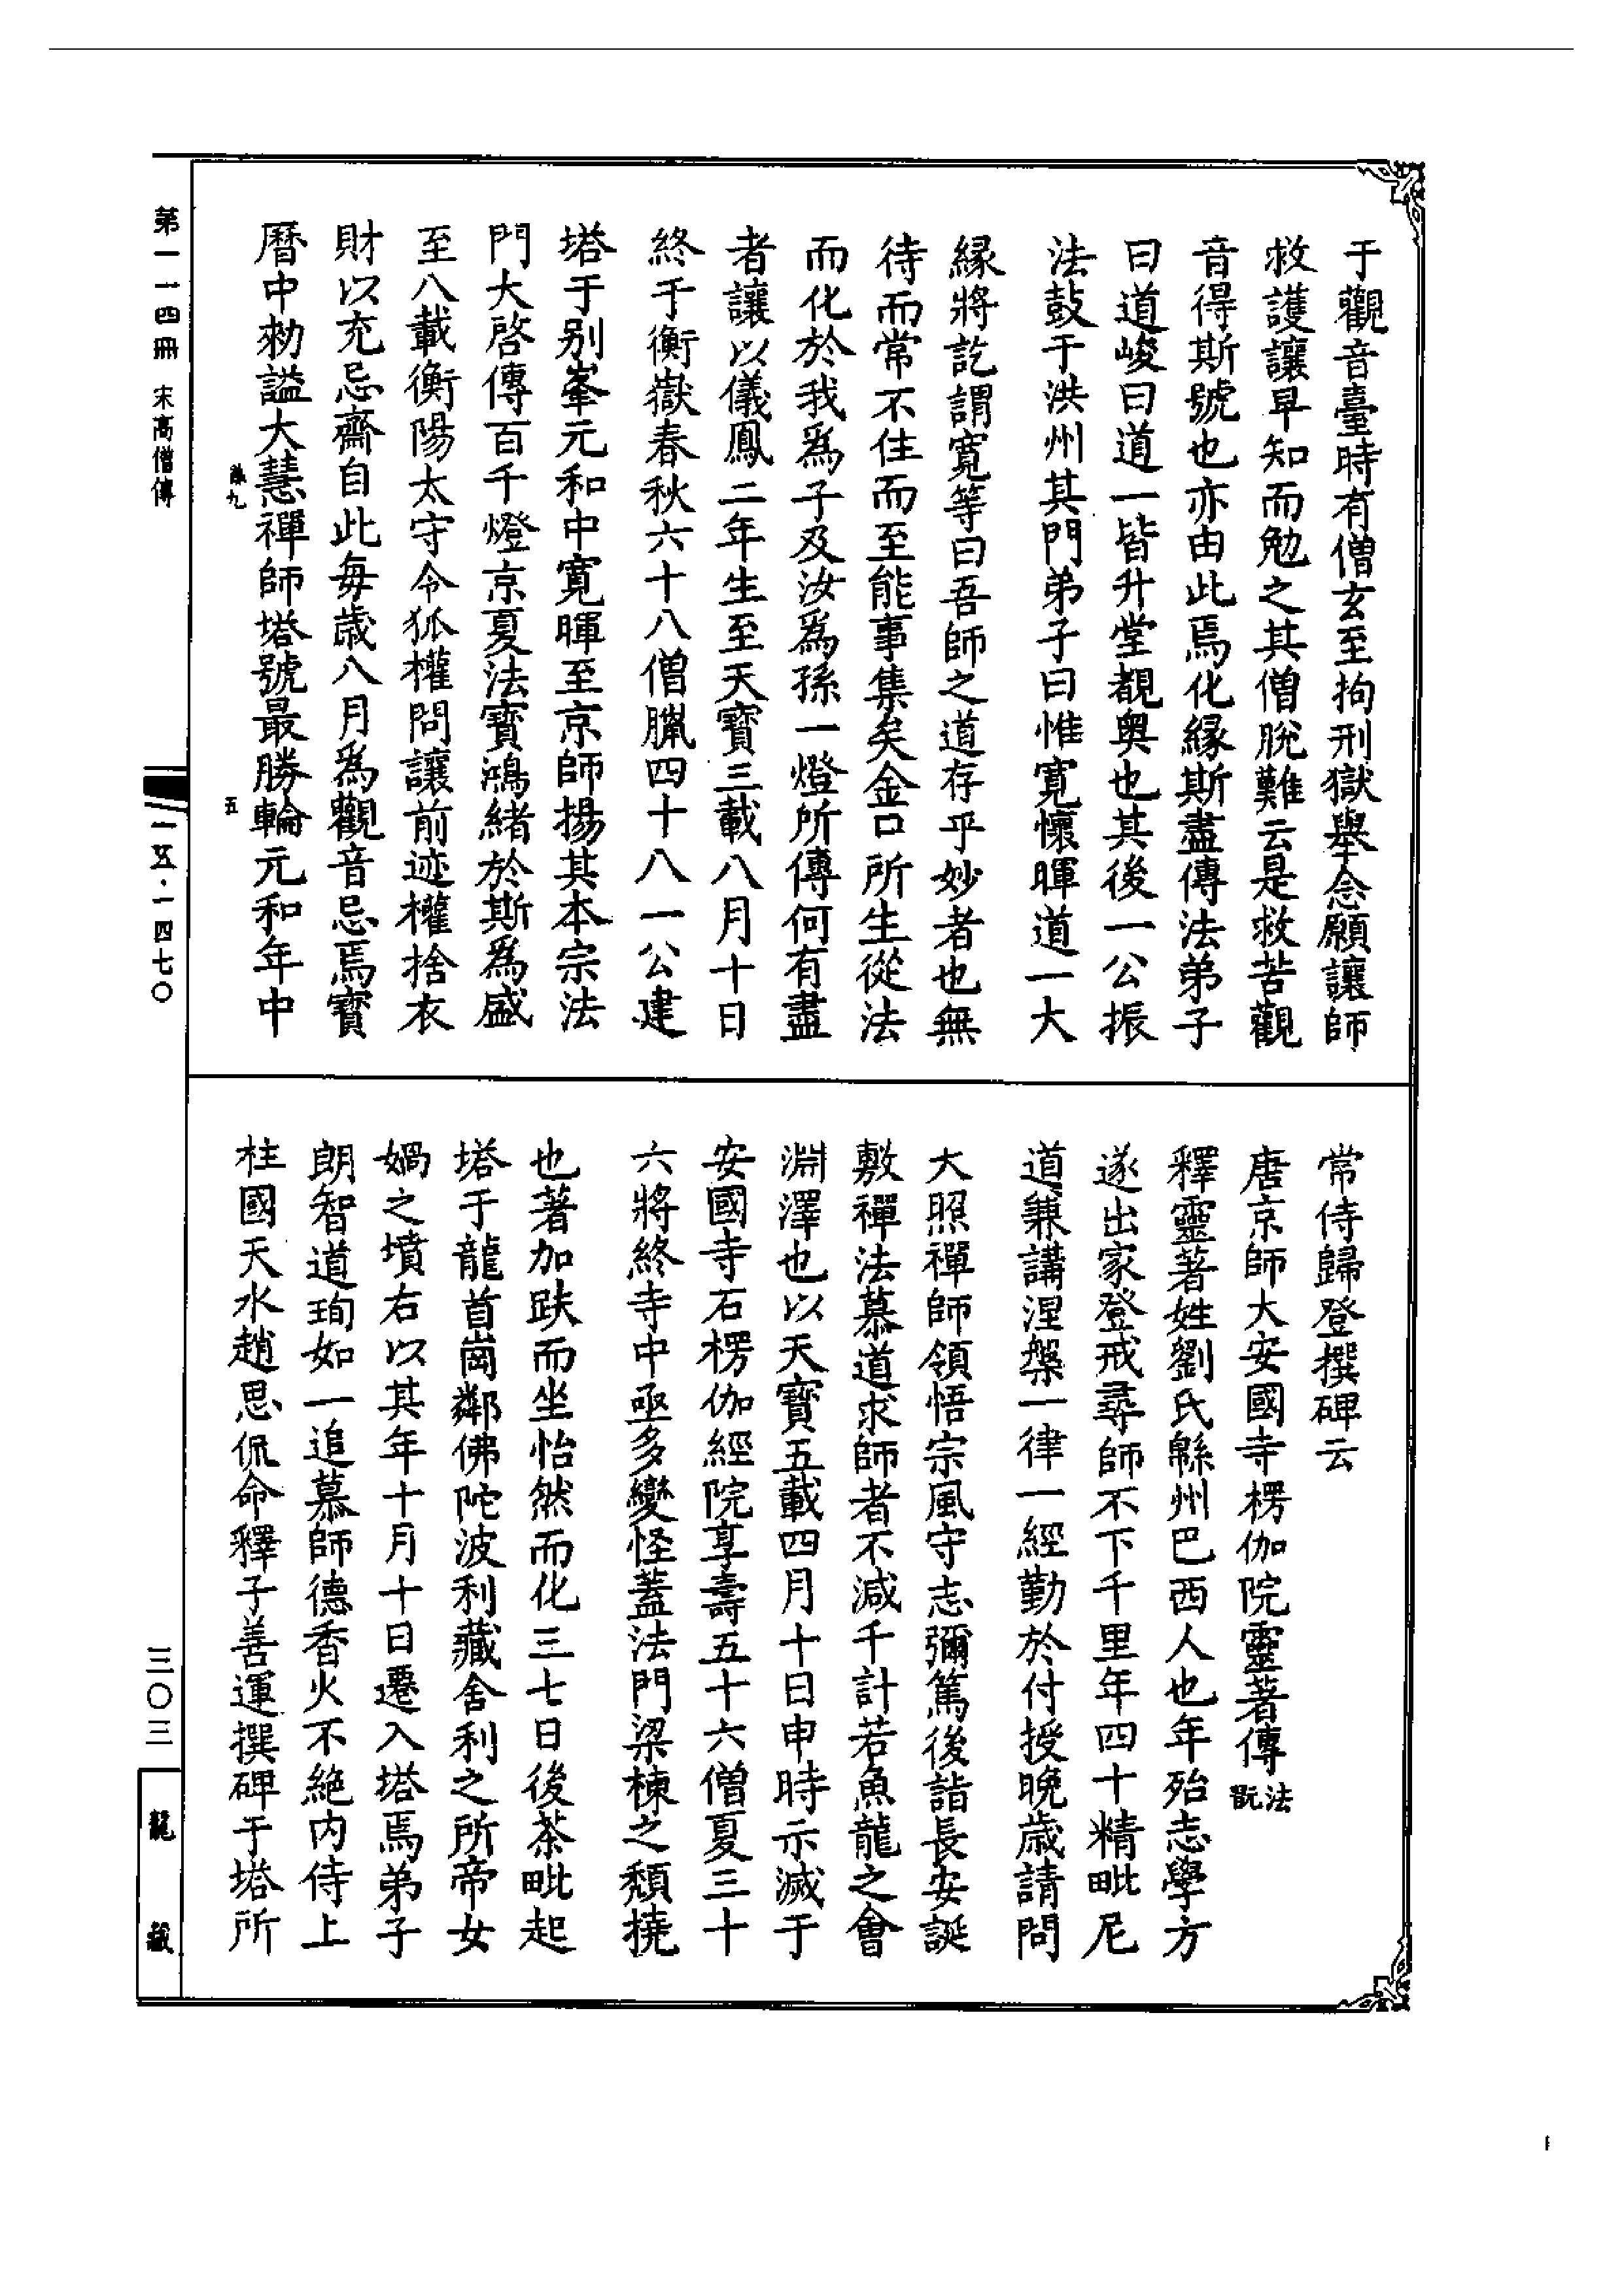 于觀音臺時有僧玄至拘刑獄舉念願讓師
救護讓早知而勉之其僧脫難云是救苦觀
音得斯號也亦由此焉化緣斯盡傳法弟子
曰道峻曰道一皆升堂覩奧也其後一公振
法鼓于洪州其門弟子曰惟寬懷暉道一大
緣將訖謂寬等曰吾師之道存乎妙者也無
待而常不住而至能事集矣金口所生從法
而化於我爲子及汝爲孫一燈所傳何有盡
者讓以儀鳳二年生至天寶三載八月十日
終于衡嶽春秋六十八僧臘四十八一公建
塔于別峯元和中寬暉至京師揚其本宗法
門大啓傳百千燈京夏法寶鴻緒於斯爲盛
至八載衡陽太守令狐權問讓前迹權捨衣
財以充忌齋自此每歲八月爲觀音忌焉寶
曆中勑謚大慧禪師塔號最勝輪元和年中
常侍歸登撰碑云
唐京師大安國寺楞伽院靈著傳法翫
釋靈著姓劉氏緜州巴西人也年殆志學方
遂出家登戒尋師不下千里年四十精毗尼
道兼講涅槃一律一經勤於付授晚歲請問
大照禪師領悟宗風守志彌篤後詣長安誕
敷禪法慕道求師者不減千計若魚龍之會
淵澤也以天寶五載四月十日申時示滅于
安國寺石楞伽經院享壽五十六僧夏三十
六將終寺中亟多變怪蓋法門梁棟之頹撓
也著加趺而坐怡然而化三七日後茶毗起
塔于龍首崗鄰佛陀波利藏舍利之所帝女
媧之墳右以其年十月十日遷入塔焉弟子
朗智道珣如一追慕師德香火不絕內侍上
柱國天水趙思侃命釋子善運撰碑于塔所
第一一四冊 宋高僧傳
九
五
一五·一四七〇
三〇三
龍藏